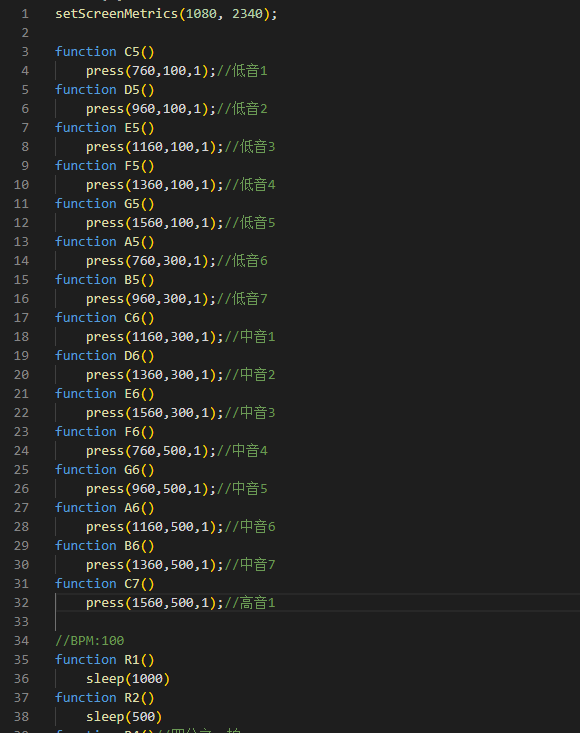 1 setScreenMetrics(1080, 2340);
2
3 function C5()
4 press(760,100,1);//低音1
5 function D5()
6 press(960,100,1);//低音2
7 function E5()
8 press(1160,100,1);//低音3
9 function F5()
10 press(1360,100,1);//低音4
11 function G5()
12 press(1560,100,1);//低音5
13 function A5()
14 press(760,300,1);//低音6
15 function B5()
16 press(960,300,1);//低音7
17 function C6()
18 press(1160,300,1);//中音1
19 function D6()
20 press(1360,300,1);//中音2
21 function E6()
22 press(1560,300,1);//中音3
23 function F6()
24 press(760,500,1);//中音4
25 function G6()
26 press(960,500,1);//中音5
27 function A6()
28 press(1160,500,1);//中音6
29 function B6()
30 press(1360,500,1);//中音7
31 function C7()
32 press(1560,500,1);//高音1
33
34 //BPM:100
35 function R1()
36 sleep(1000)
37 function R2()
38 sleep(500)